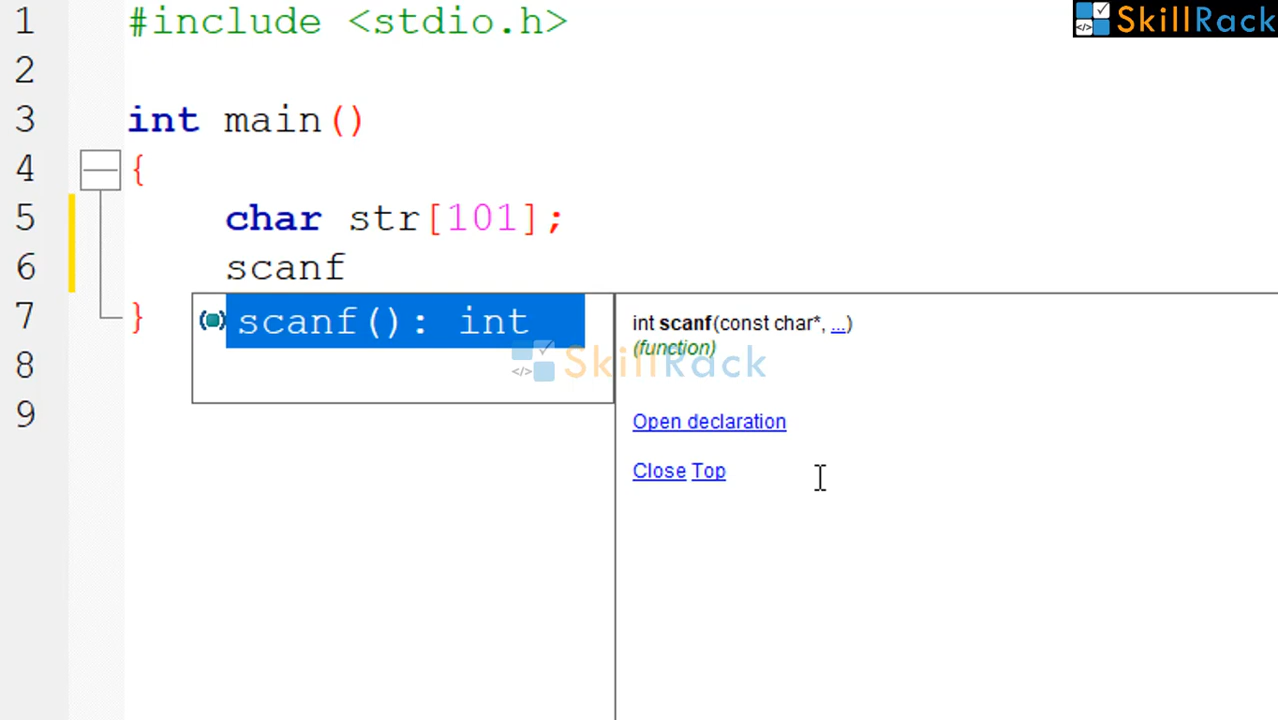 1 #include <stdio.h>
SkillRack
2
3 int main()
4 {
5 char str[101];
6 scanf
7 }
8
9
scanf(): int
int scanf(const char*, ...)
(function)
SkillRack
Open declaration
Close Top